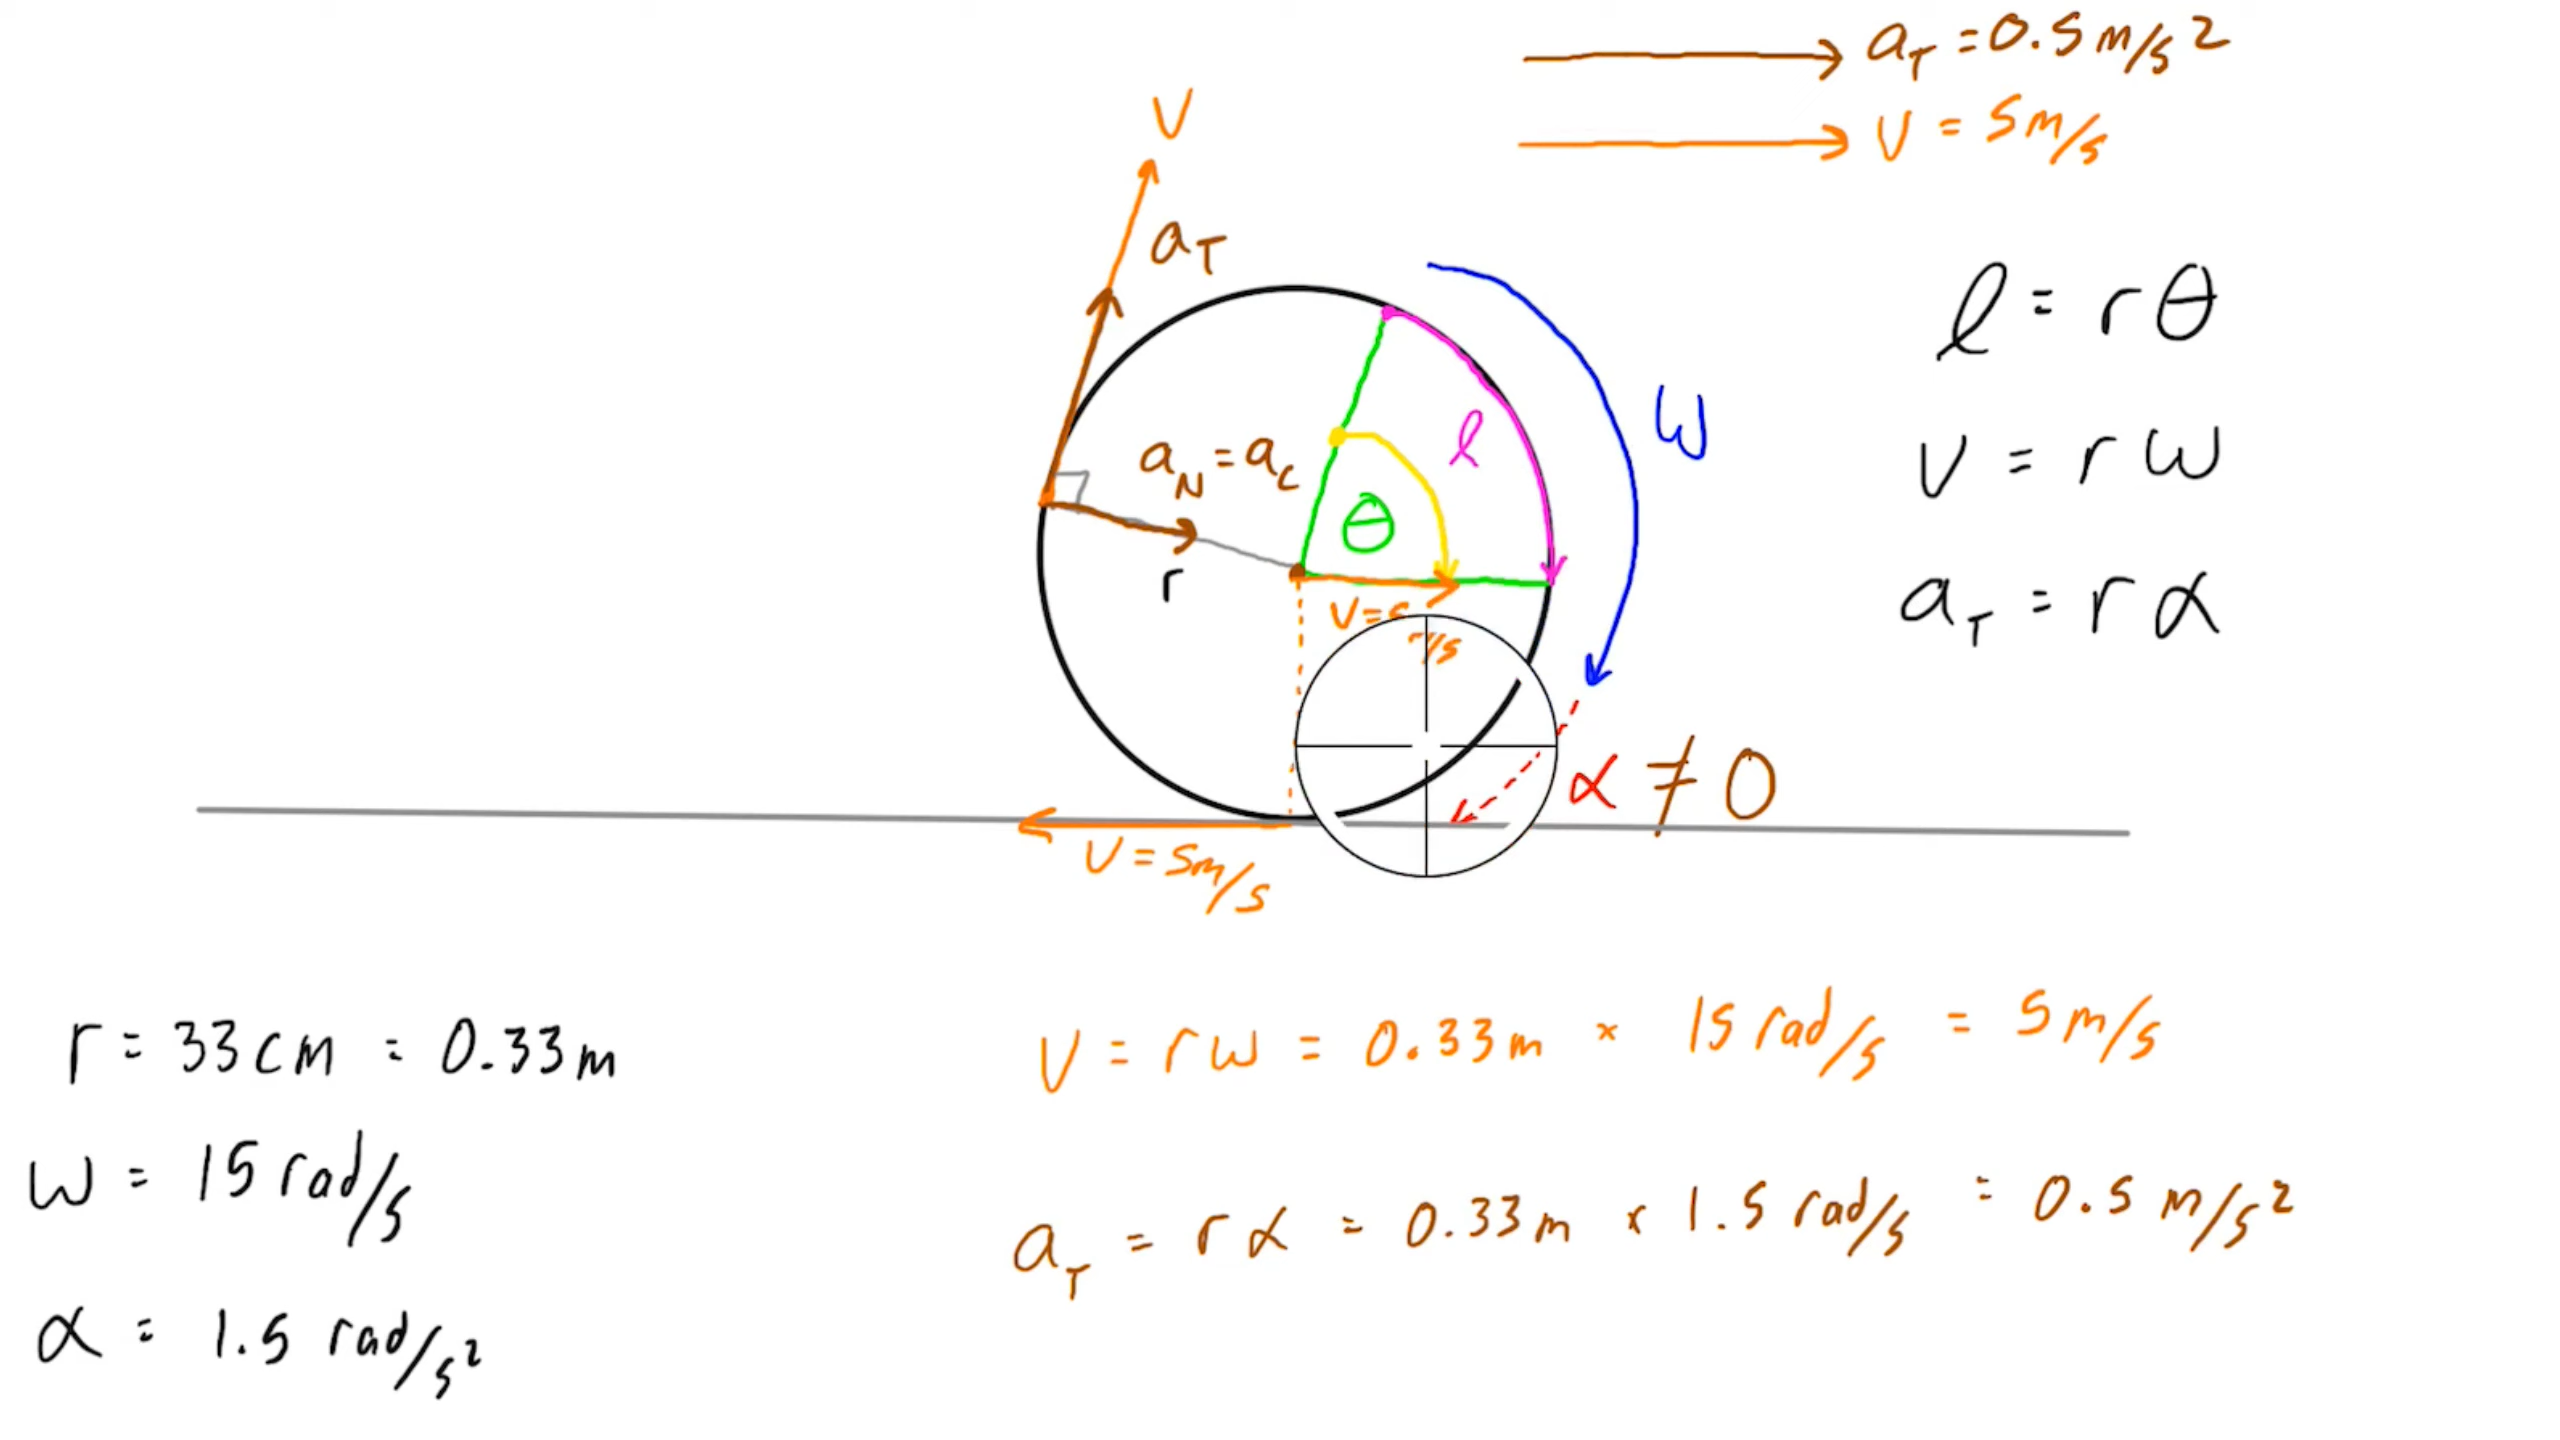 a_T = 0.5 m/s²
V = 5 m/s
V
a_T
l = rθ
a_N = a_C
l
ω
θ
V = rω
r
V =
m/s
a_T = rα
α ≠ 0
V = 5 m/s
r = 33 cm = 0.33 m
V = rω = 0.33 m × 15 rad/s = 5 m/s
ω = 15 rad/s
a_T = rα = 0.33 m × 1.5 rad/s = 0.5 m/s²
α = 1.5 rad/s²